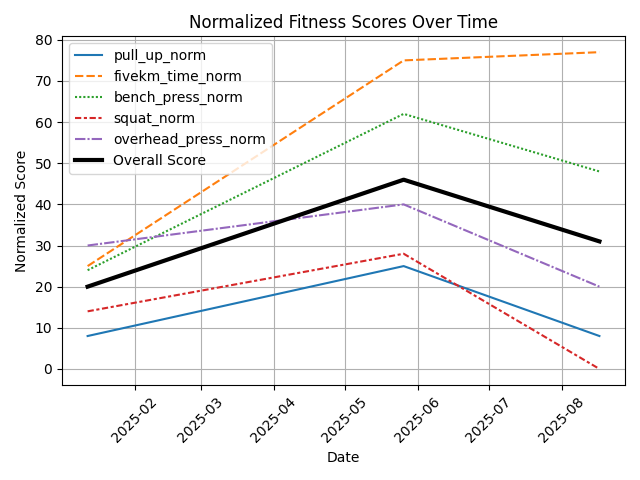 Normalized Fitness Scores Over Time
80
70
60
50
40
30
20
10
0
Normalized Score
pull_up_norm
fivekm_time_norm
bench_press_norm
squat_norm
overhead_press_norm
Overall Score
2025-02
2025-03
2025-04
2025-05
2025-06
2025-07
2025-08
Date